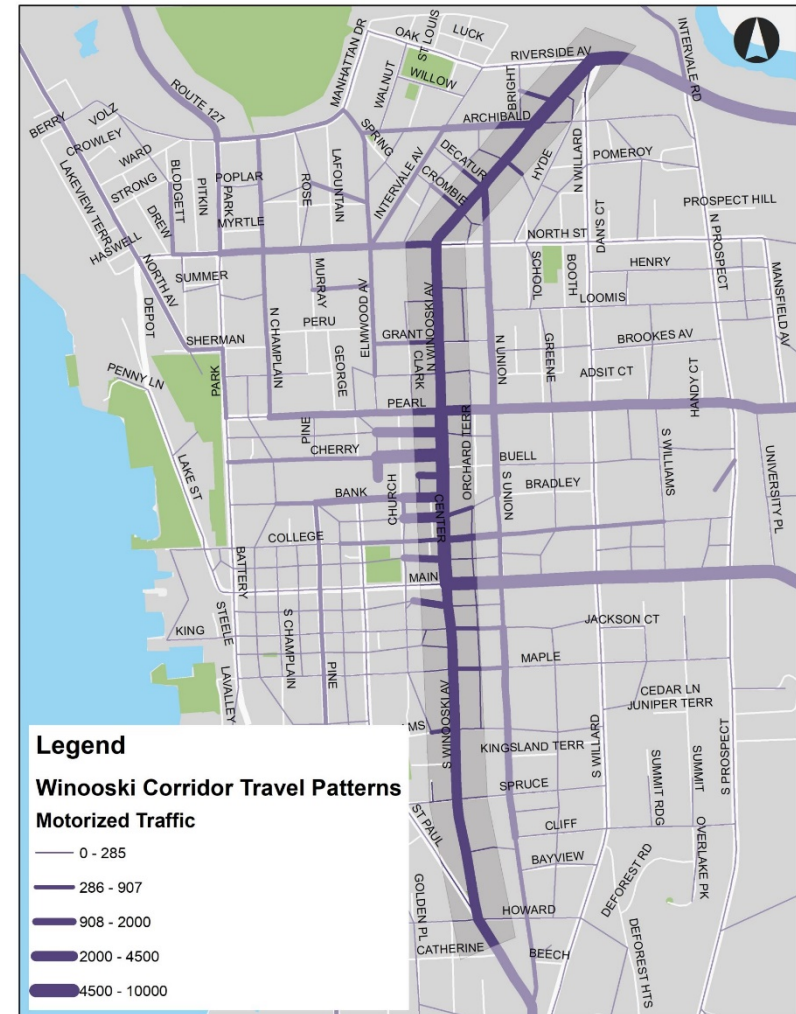 OAK
ST LOUIS
LUCK
RIVERSIDE AV
INTERVALE RD
MANHATTAN DR
WALNUT
WILLOW
BRIGHT
ROUTE 127
ARCHIBALD
SPRING
BERRY
VOLZ
CROWLEY
WARD
STRONG
LAKEVIEW TERR
BLODGETT
PITKIN
POPLAR
PARK
MYRTLE
ROSE
LAFOUNTAIN
INTERVALE AV
DECATUR
CROMBIE
HYDE
N WILLARD
POMEROY
PROSPECT HILL
DREW
HASWELL
NORTH AV
NORTH ST
DAN'S CT
N PROSPECT
SUMMER
DEPOT
MURRAY
ELMWOOD AV
N WINOOSKI AV
SCHOOL
BOOTH
HENRY
LOOMIS
MANSFIELD AV
SHERMAN
N CHAMPLAIN
PERU
GEORGE
GRANT
CLARK
N UNION
GREENE
BROOKES AV
ADSIT CT
HANDY CT
PENNY LN
PARK
PEARL
PINE
CHERRY
ORCHARD TERR
BUELL
BRADLEY
S UNION
S WILLIAMS
UNIVERSITY PL
LAKE ST
BANK
CHURCH
CENTER
COLLEGE
BATTERY
MAIN
STEELE
KING
S CHAMPLAIN
PINE
JACKSON CT
MAPLE
LAVALLEY
S WINOOSKI AV
CEDAR LN
JUNIPER TERR
S WILLARD
S PROSPECT
AMS
KINGSLAND TERR
SPRUCE
SUMMIT RDG
SUMMIT
CLIFF
ST PAUL
BAYVIEW
OVERLAKE PK
DEFOREST RD
GOLDEN PL
HOWARD
CATHERINE
BEECH
DEFOREST HTS
Legend
Winooski Corridor Travel Patterns
Motorized Traffic
0 - 285
286 - 907
908 - 2000
2000 - 4500
4500 - 10000